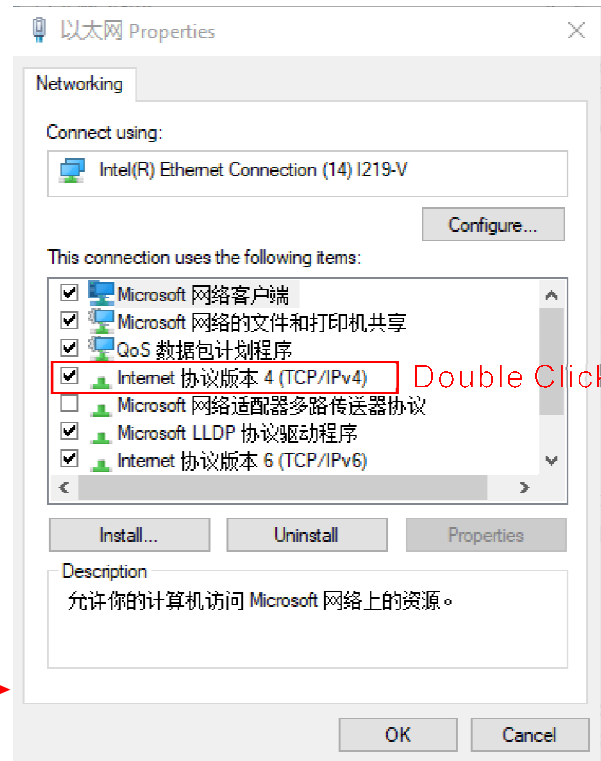 以太网 Properties
Networking
Connect using:
Intel(R) Ethernet Connection (14) I219-V
Configure...
This connection uses the following items:
Microsoft 网络客户端
Microsoft 网络的文件和打印机共享
QoS 数据包计划程序
Internet 协议版本 4 (TCP/IPv4) Double Click
Microsoft 网络适配器多路传送器协议
Microsoft LLDP 协议驱动程序
Internet 协议版本 6 (TCP/IPv6)
Install... Uninstall Properties
Description
允许你的计算机访问 Microsoft 网络上的资源。
OK Cancel